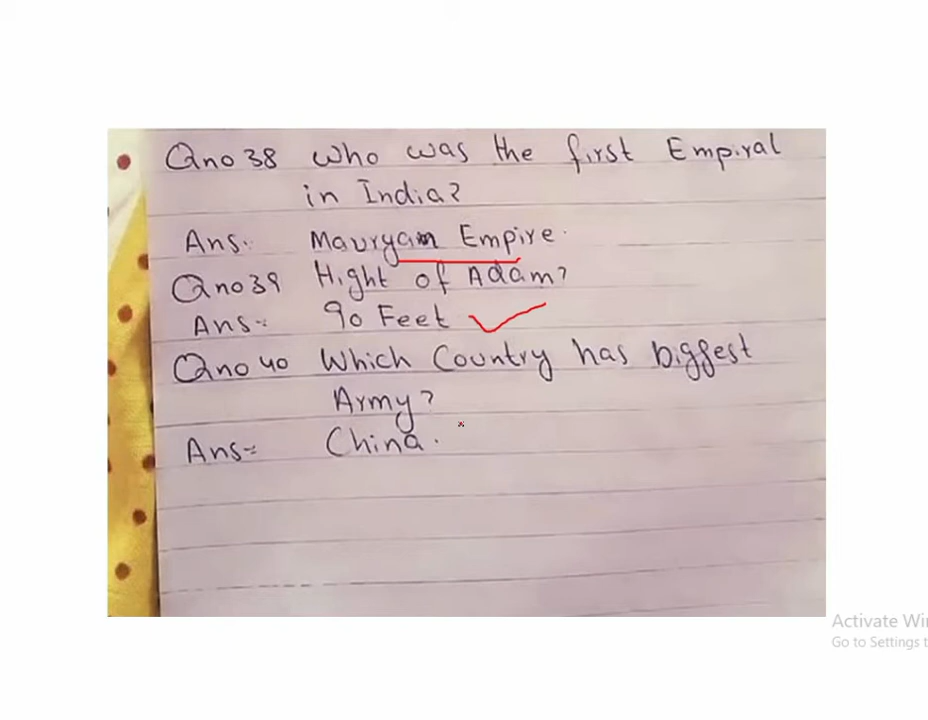 Qno 38 Who was the first Empiral
in India?
Ans:- Mauryan Empire.
Qno 39 Hight of Adam?
Ans:- 90 Feet
Qno 40 Which Country has biggest
Army?
Ans:- China.
Activate Win
Go to Settings t